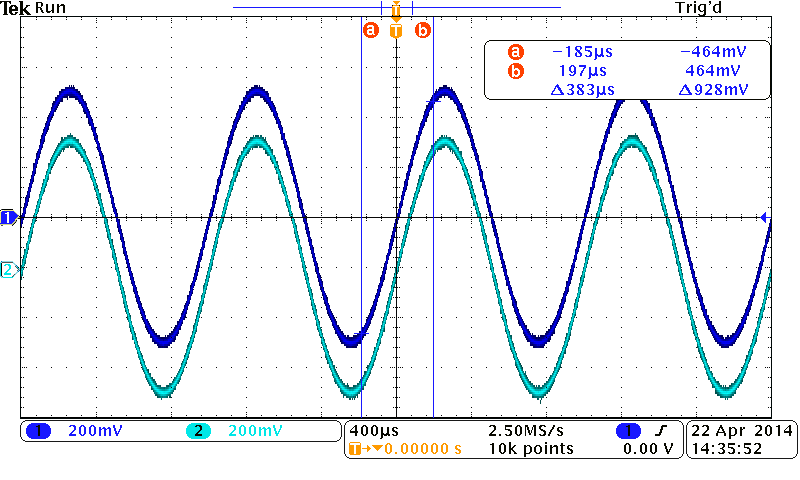 Tek Run Trig'd
T
a T b
a −185µs −464mV
b 197µs 464mV
Δ383µs Δ928mV
1
2
1 200mV 2 200mV 400µs 2.50MS/s 1 22 Apr 2014
T→▼0.00000 s 10k points 0.00 V 14:35:52